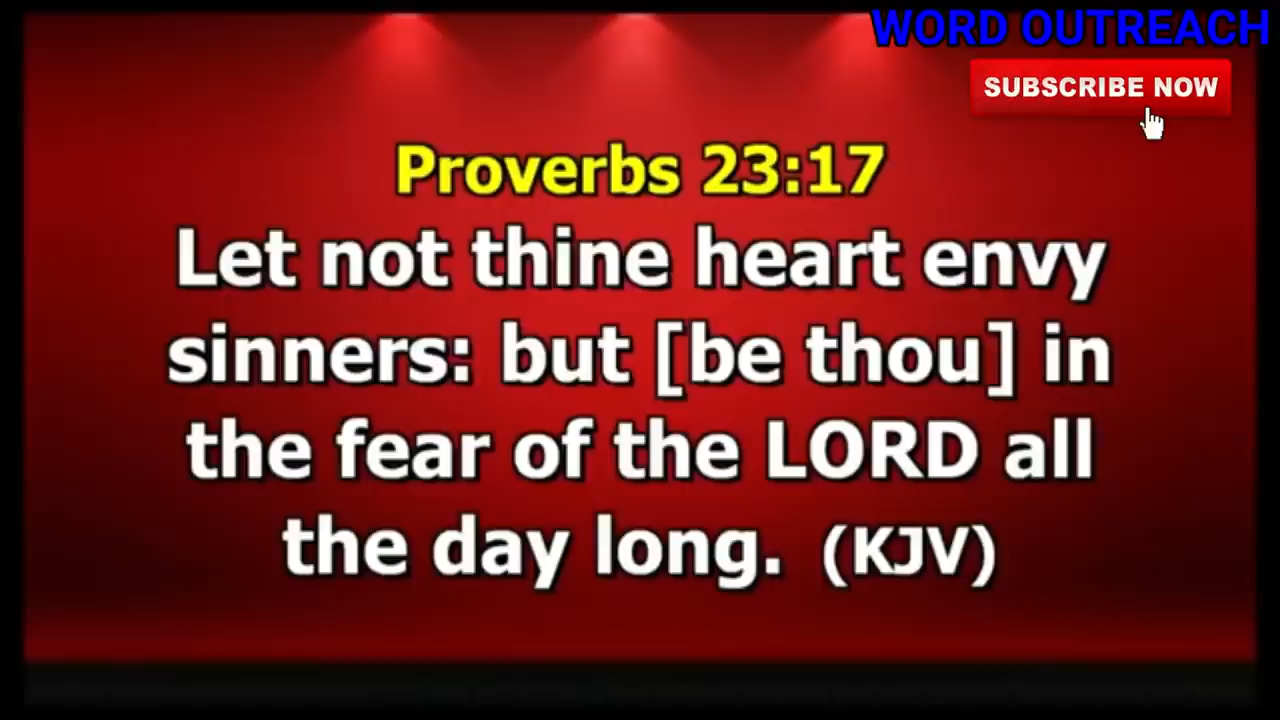 WORD OUTREACH
SUBSCRIBE NOW
Proverbs 23:17
Let not thine heart envy
sinners: but [be thou] in
the fear of the LORD all
the day long. (KJV)